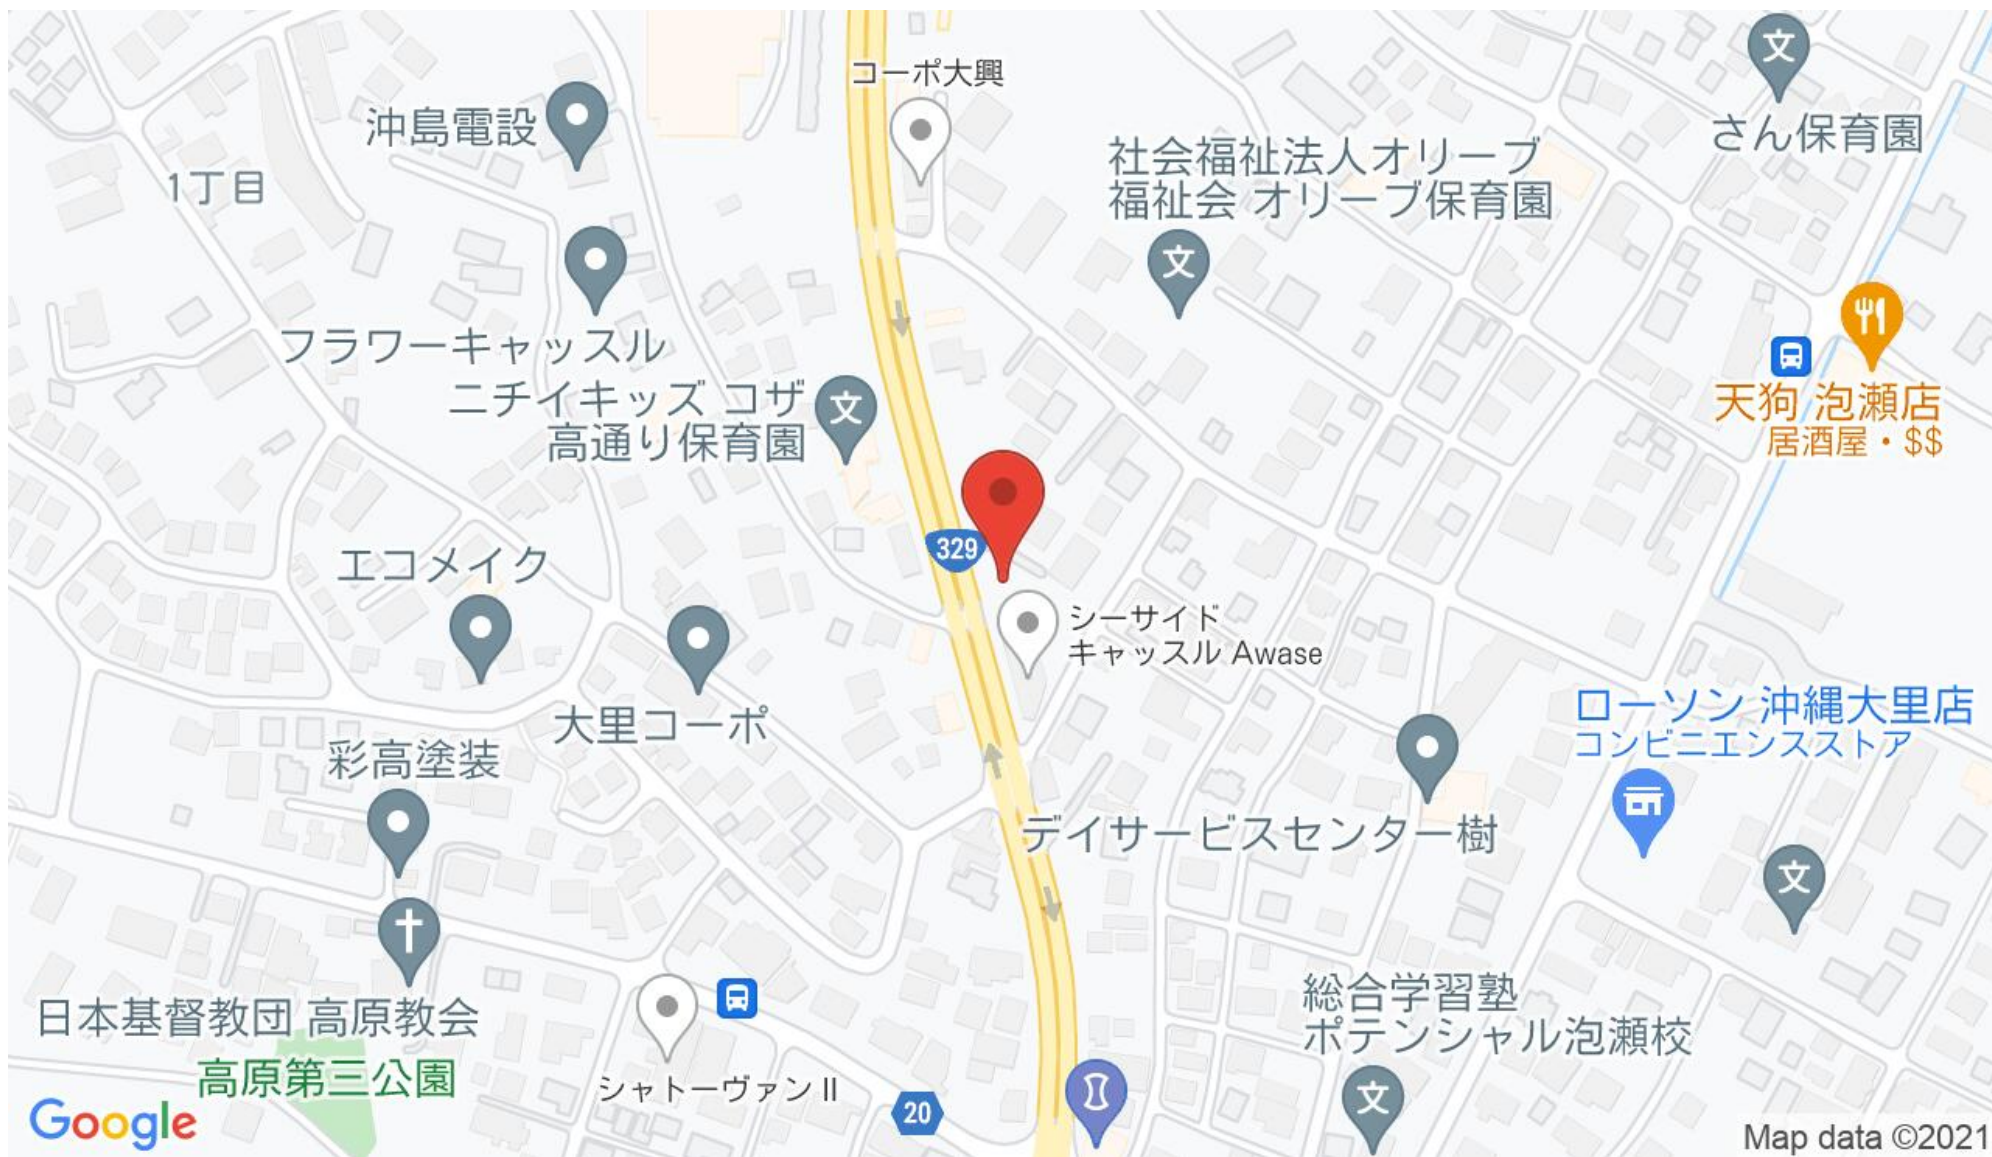 コーポ大興
沖島電設
さん保育園
社会福祉法人オリーブ
福祉会 オリーブ保育園
1丁目
フラワーキャッスル
ニチイキッズ コザ
高通り保育園
天狗 泡瀬店
居酒屋・$$
329
エコメイク
シーサイド
キャッスル Awase
大里コーポ
ローソン 沖縄大里店
コンビニエンスストア
彩高塗装
デイサービスセンター樹
日本基督教団 高原教会
総合学習塾
ポテンシャル泡瀬校
高原第三公園
シャトーヴァン II
20
Google
Map data ©2021
文
文
文
文
文